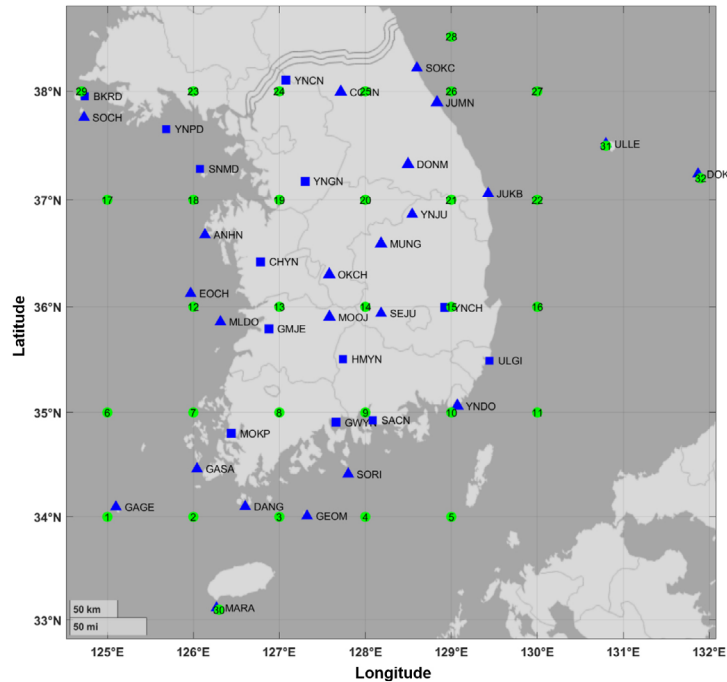 28
SOKC
38°N
29
BKRD
23
24
YNCN
25
26
JUMN
27
SOCH
YNPD
31
ULLE
SNMD
YNGN
DONM
32
DOK
37°N
17
18
19
20
21
JUKB
22
ANHN
YNJU
MUNG
CHYN
OKCH
EOCH
36°N
12
13
14
15
YNCH
16
MLDO
GMJE
MOOJ
SEJU
HMYN
ULGI
35°N
6
7
8
9
10
YNDO
11
MOKP
GWYN
SACN
GASA
SORI
34°N
1
GAGE
2
DANG
3
GEOM
4
5
30
MARA
50 km
50 mi
33°N
125°E
126°E
127°E
128°E
129°E
130°E
131°E
132°E
Latitude
Longitude